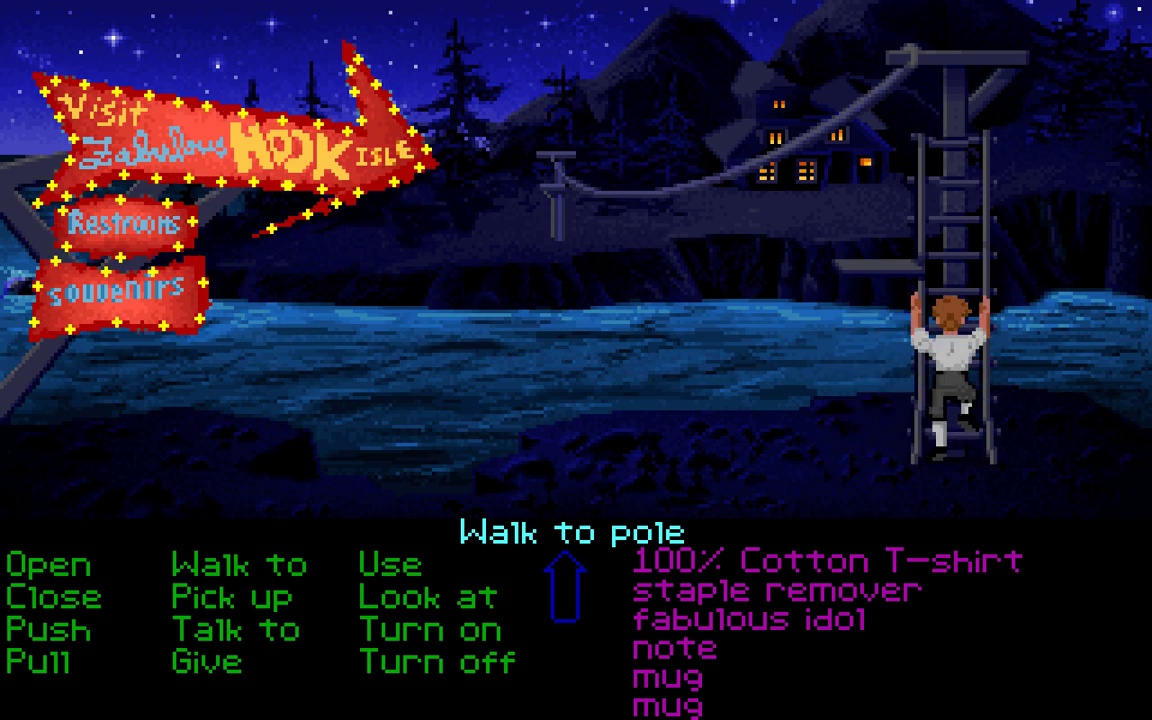 Visit
Fabulous HOOK ISLE
Restrooms
Souvenirs
Walk to pole
Open Walk to Use
Close Pick up Look at
Push Talk to Turn on
Pull Give Turn off
100% Cotton T-shirt
staple remover
fabulous idol
note
mug
mug